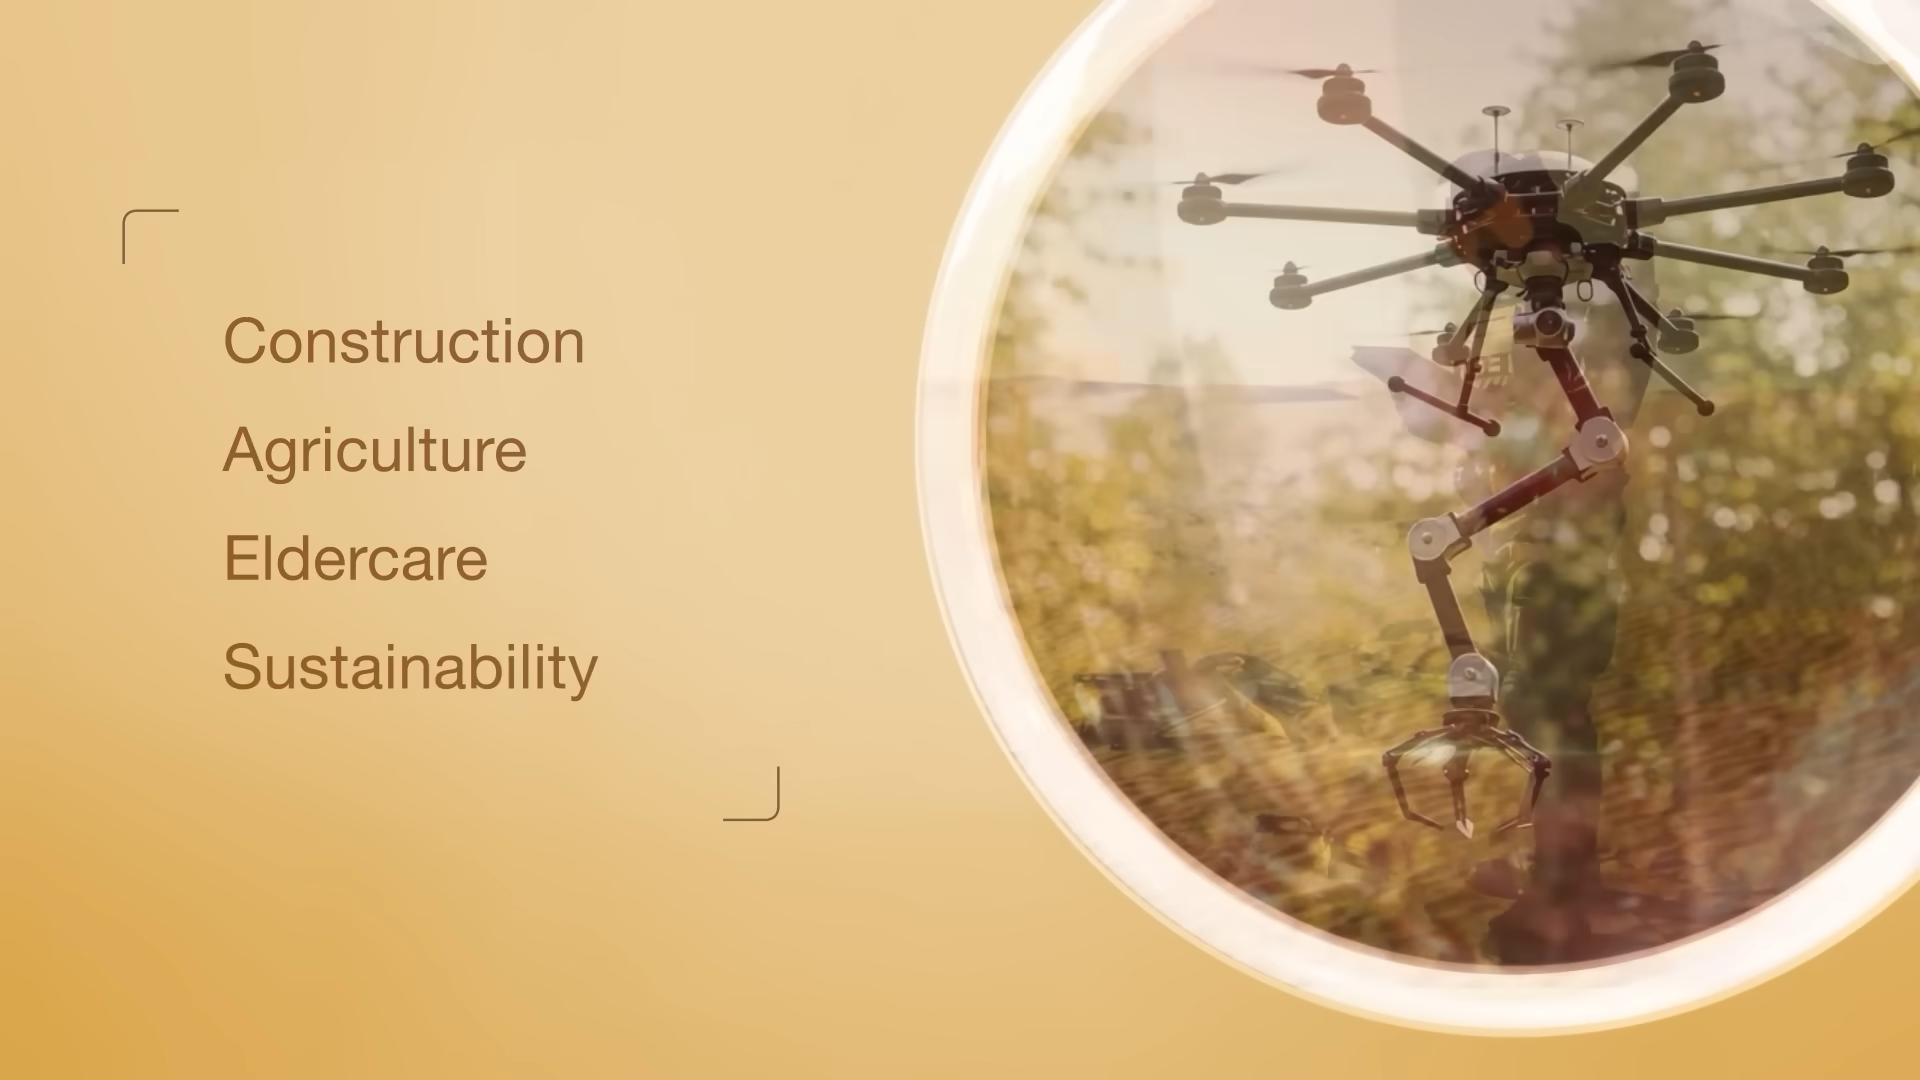 Construction
Agriculture
Eldercare
Sustainability